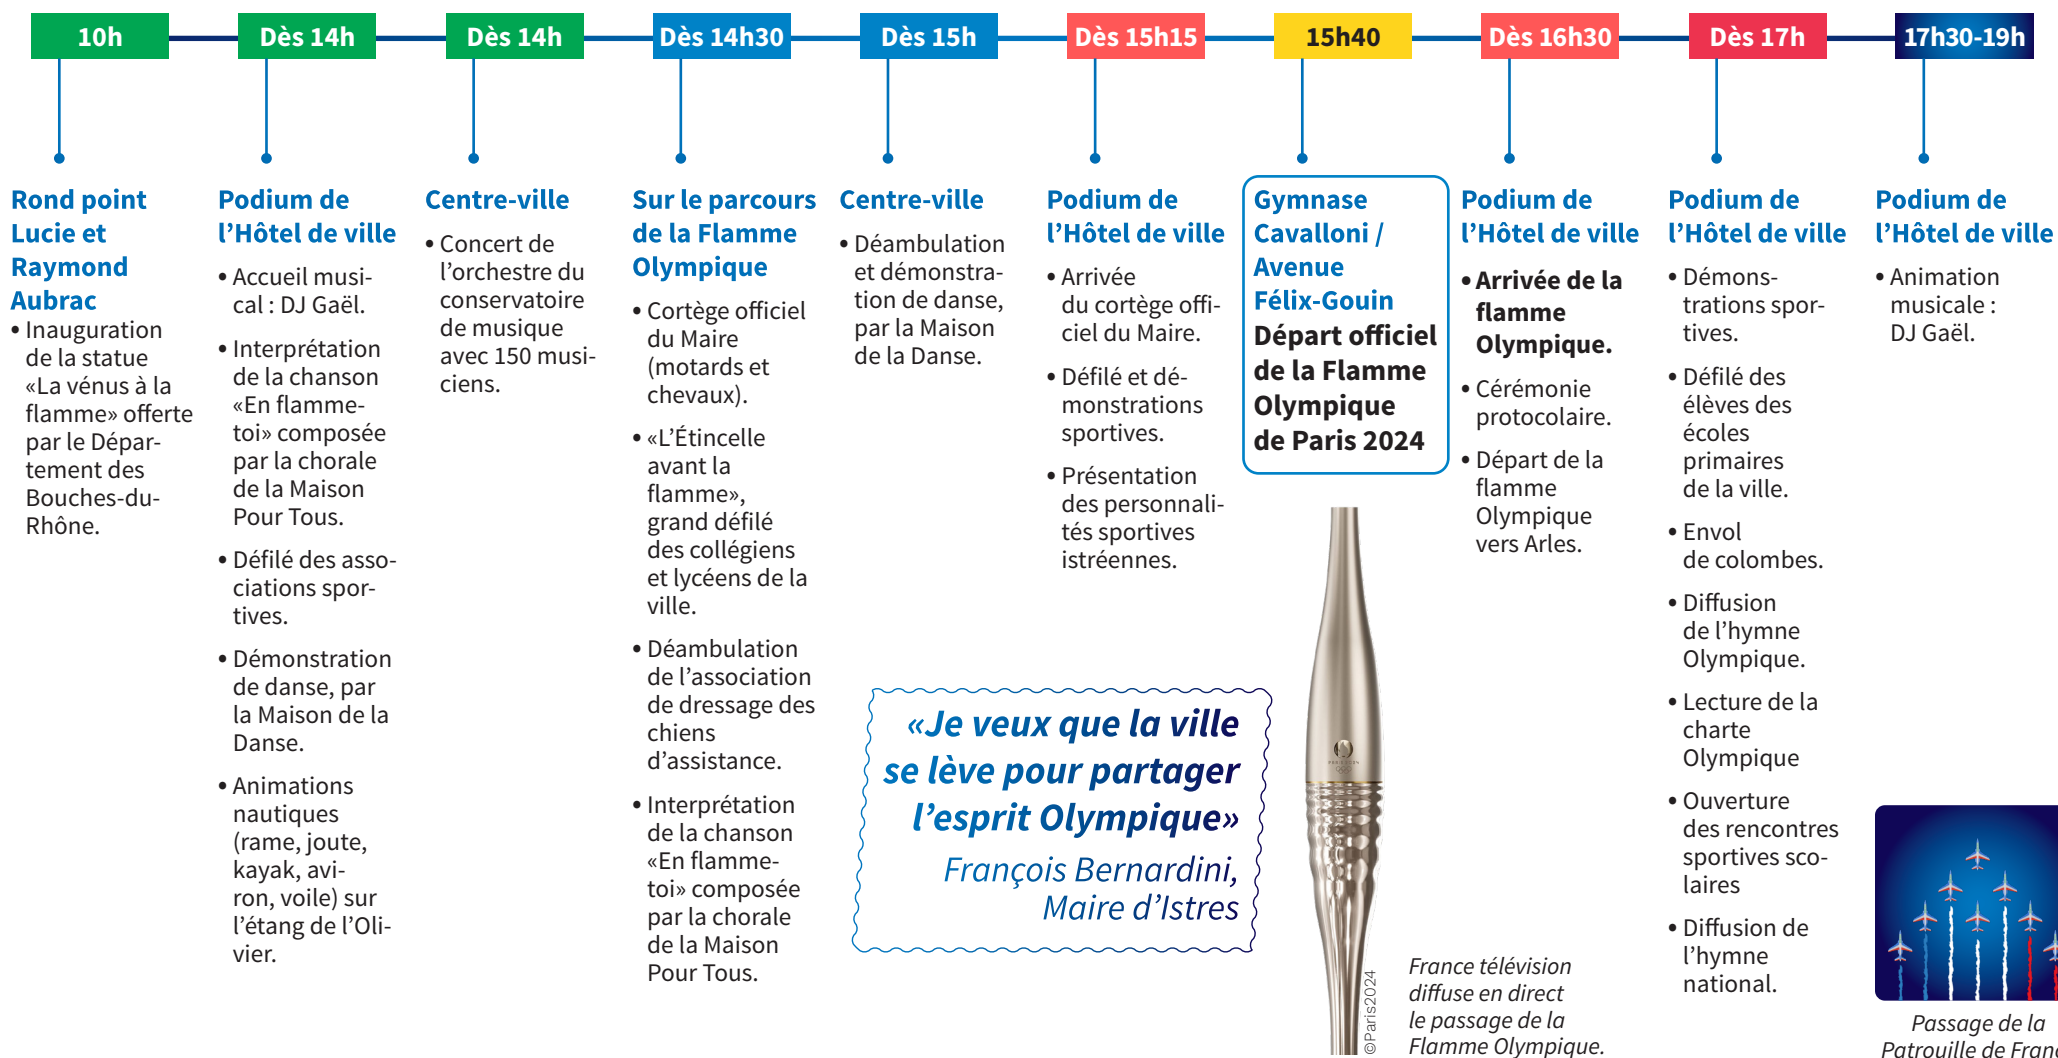 10h
Dès 14h
Dès 14h
Dès 14h30
Dès 15h
Dès 15h15
15h40
Dès 16h30
Dès 17h
17h30-19h
Rond point
Lucie et
Raymond
Aubrac
• Inauguration
de la statue
«La vénus à la
flamme» offerte
par le Dépar-
tement des
Bouches-du-
Rhône.
Podium de
l’Hôtel de ville
• Accueil musi-
cal : DJ Gaël.
• Interprétation
de la chanson
«En flamme-
toi» composée
par la chorale
de la Maison
Pour Tous.
• Défilé des asso-
ciations spor-
tives.
• Démonstration
de danse, par
la Maison de la
Danse.
• Animations
nautiques
(rame, joute,
kayak, avi-
ron, voile) sur
l’étang de l’Oli-
vier.
Centre-ville
• Concert de
l’orchestre du
conservatoire
de musique
avec 150 musi-
ciens.
Sur le parcours
de la Flamme
Olympique
• Cortège officiel
du Maire
(motards et
chevaux).
• «L’Étincelle
avant la
flamme»,
grand défilé
des collégiens
et lycéens de la
ville.
• Déambulation
de l’association
de dressage des
chiens
d’assistance.
• Interprétation
de la chanson
«En flamme-
toi» composée
par la chorale
de la Maison
Pour Tous.
Centre-ville
• Déambulation
et démonstra-
tion de danse,
par la Maison
de la Danse.
Podium de
l’Hôtel de ville
• Arrivée
du cortège offi-
ciel du Maire.
• Défilé et dé-
monstrations
sportives.
• Présentation
des personnali-
tés sportives
istréennes.
«Je veux que la ville
se lève pour partager
l’esprit Olympique»
François Bernardini,
Maire d’Istres
Gymnase
Cavalloni /
Avenue
Félix-Gouin
Départ officiel
de la Flamme
Olympique
de Paris 2024
PARIS 2024
©Paris2024
Podium de
l’Hôtel de ville
• Arrivée de la
flamme
Olympique.
• Cérémonie
protocolaire.
• Départ de la
flamme
Olympique
vers Arles.
France télévision
diffuse en direct
le passage de la
Flamme Olympique.
Podium de
l’Hôtel de ville
• Démons-
trations spor-
tives.
• Défilé des
élèves des
écoles
primaires
de la ville.
• Envol
de colombes.
• Diffusion
de l’hymne
Olympique.
• Lecture de la
charte
Olympique
• Ouverture
des rencontres
sportives sco-
laires
• Diffusion de
l’hymne
national.
Podium de
l’Hôtel de ville
• Animation
musicale :
DJ Gaël.
Passage de la
Patrouille de Franc